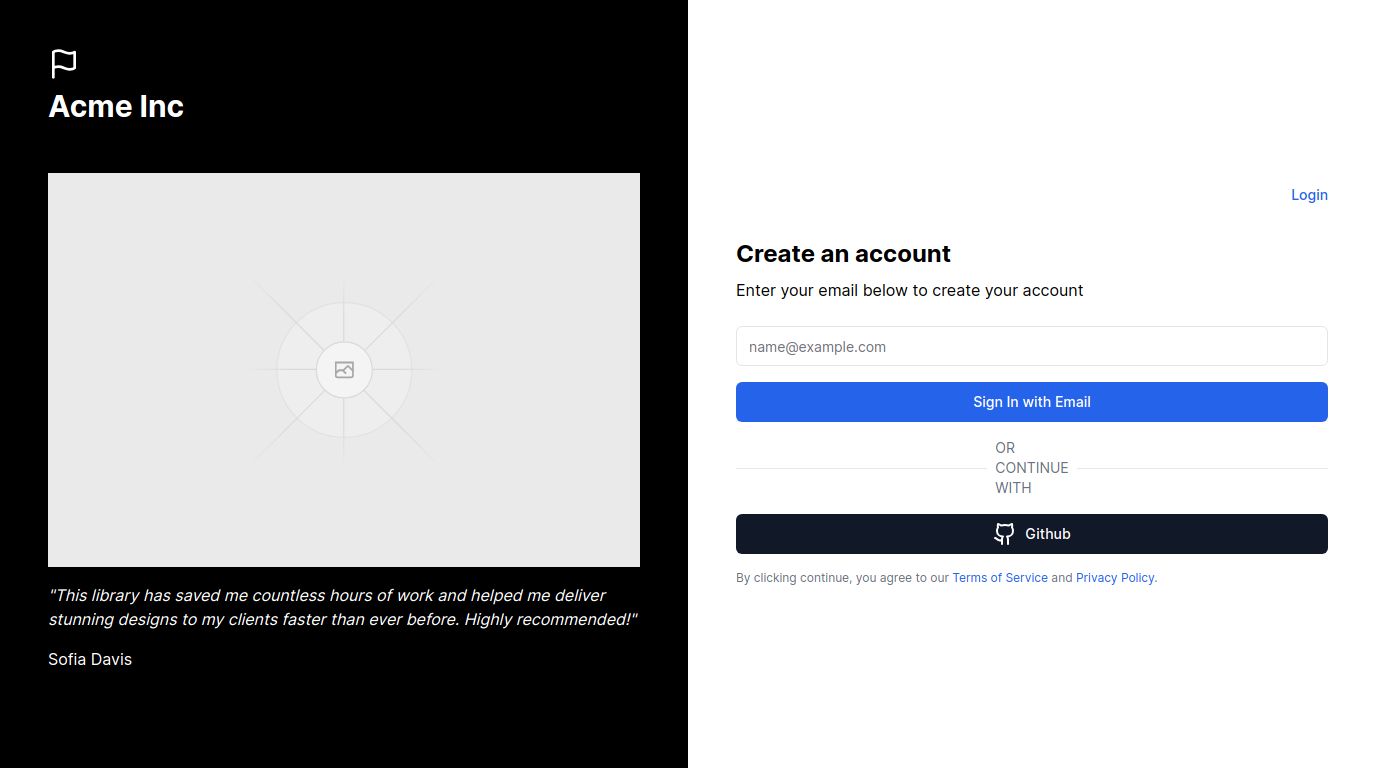 Acme Inc
"This library has saved me countless hours of work and helped me deliver
stunning designs to my clients faster than ever before. Highly recommended!"
Sofia Davis
Login
Create an account
Enter your email below to create your account
name@example.com
Sign In with Email
OR
CONTINUE
WITH
Github
By clicking continue, you agree to our Terms of Service and Privacy Policy.